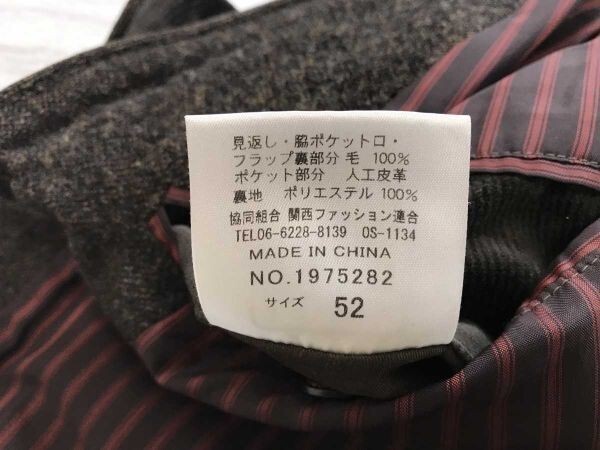 見返し・脇ポケット口・
フラップ裏部分 毛 100%
ポケット部分 人工皮革
裏地 ポリエステル 100%
協同組合 関西ファッション連合
TEL06-6228-8139 OS-1134
MADE IN CHINA
NO.1975282
サイズ 52